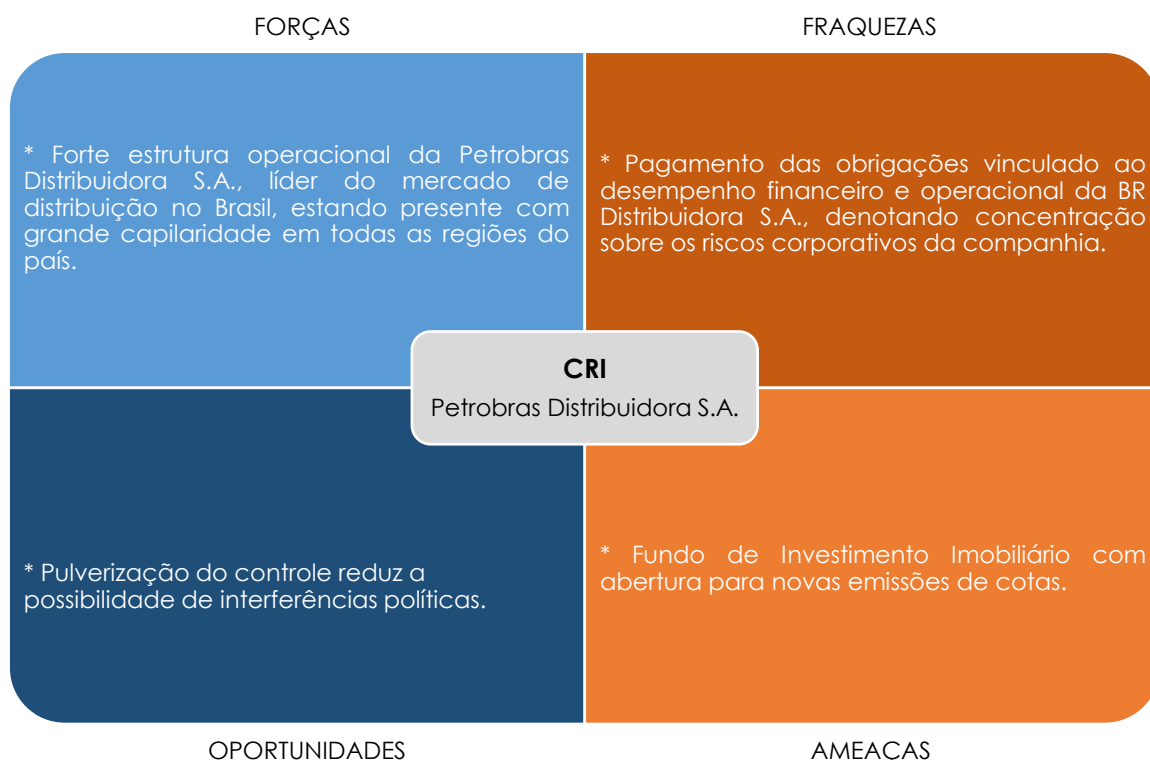 FORÇAS
FRAQUEZAS
* Forte estrutura operacional da Petrobras
Distribuidora S.A., líder do mercado de
distribuição no Brasil, estando presente com
grande capilaridade em todas as regiões do
país.
* Pagamento das obrigações vinculado ao
desempenho financeiro e operacional da BR
Distribuidora S.A., denotando concentração
sobre os riscos corporativos da companhia.
CRI
Petrobras Distribuidora S.A.
* Pulverização do controle reduz a
possibilidade de interferências políticas.
* Fundo de Investimento Imobiliário com
abertura para novas emissões de cotas.
OPORTUNIDADES
AMEAÇAS